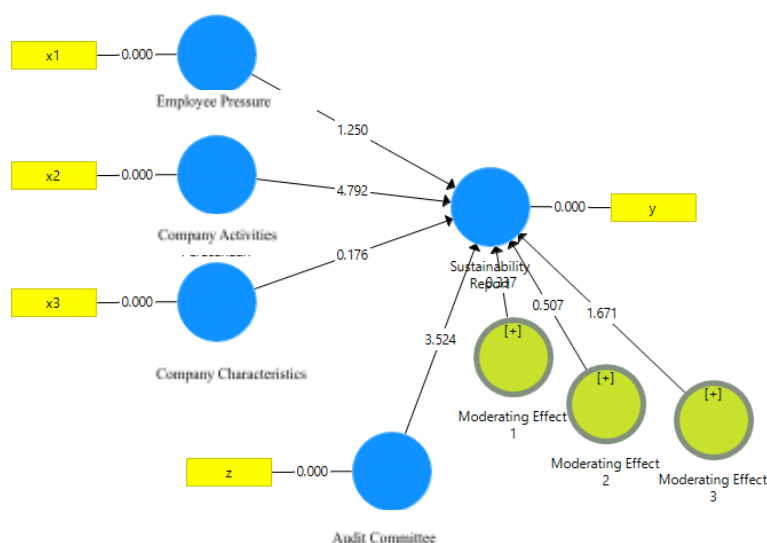 x1
0.000
Employee Pressure
1.250
x2
0.000
4.792
0.000
y
Company Activities
0.176
Sustainability
Report
x3
0.000
0.507
1.671
3.524
[+]
Company Characteristics
[+]
[+]
Moderating Effect
1
Moderating Effect
2
Moderating Effect
3
z
0.000
Audit Committee